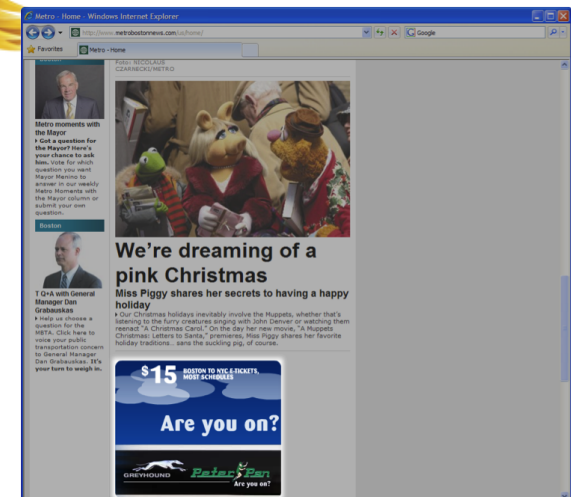 Metro - Home - Windows Internet Explorer
http://www.metrobostonnews.com/us/home/
Google
Favorites
Metro - Home
Boston
Metro moments with
the Mayor
Got a question for
the Mayor? Here's
your chance to ask
him. Vote for which
question you want
Mayor Menino to
answer in our weekly
Metro Moments with
the Mayor column or
submit your own
question.
Boston
T Q+A with General
Manager Dan
Grabauskas
Help us choose a
question for the
MBTA. Click here to
voice your public
transportation concern
to General Manager
Dan Grabauskas. It's
your turn to weigh in.
Foto: NICOLAUS
CZARNECKI/METRO
We're dreaming of a
pink Christmas
Miss Piggy shares her secrets to having a happy
holiday
Our Christmas holidays inevitably involve the Muppets, whether that's
listening to the furry creatures singing with John Denver or watching them
reenact "A Christmas Carol." On the day her new movie, "A Muppets
Christmas: Letters to Santa," premieres, Miss Piggy shares her favorite
holiday traditions.. sans the suckling pig, of course.
$15 BOSTON TO NYC E-TICKETS,
MOST SCHEDULES
Are you on?
GREYHOUND
Peter Pan
Are you on?